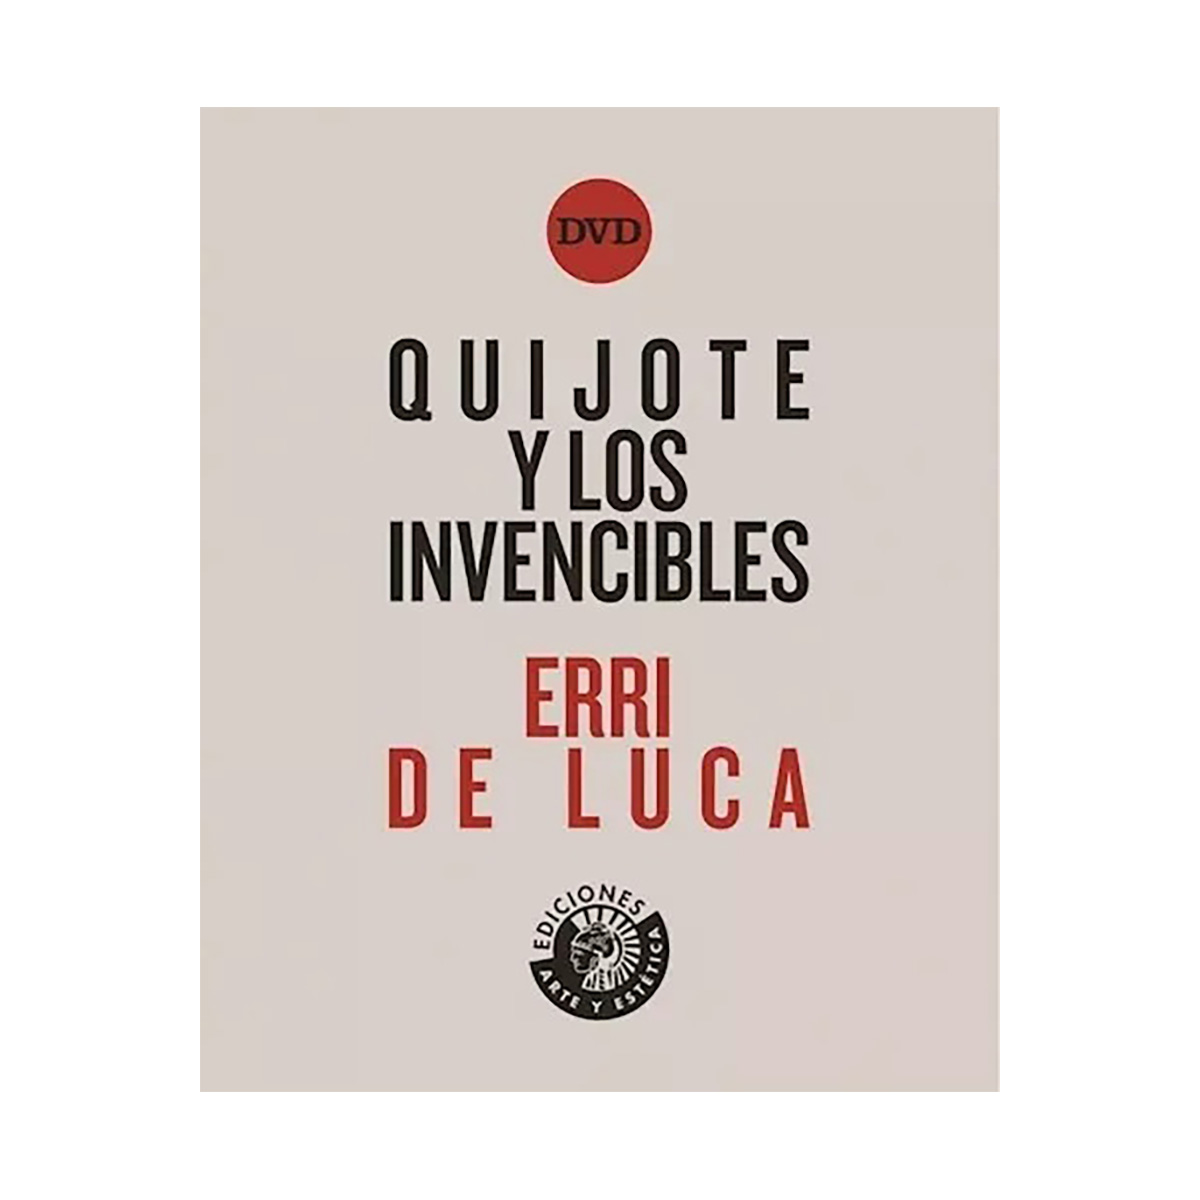 DVD
QUIJOTE
Y LOS
INVENCIBLES
ERRI
DE LUCA
EDICIONES
ARTE Y ESTÉTICA